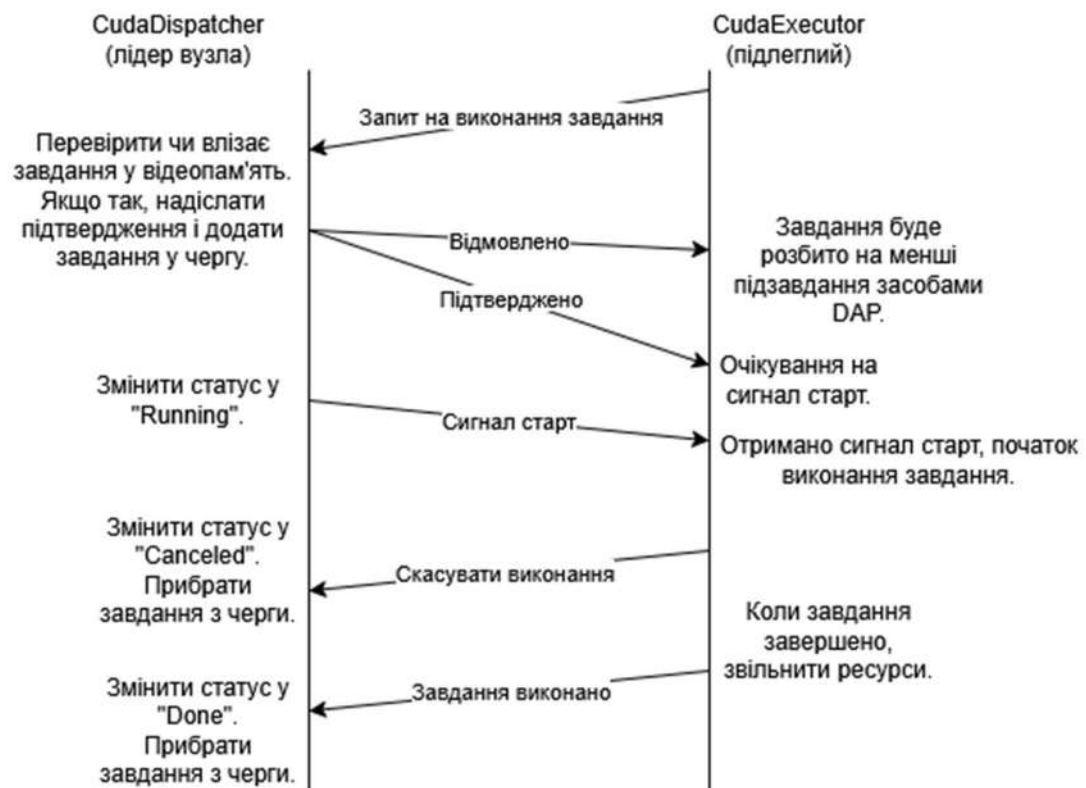 CudaDispatcher
(лідер вузла)
CudaExecutor
(підлеглий)
Запит на виконання завдання
Перевірити чи влізає
завдання у відеопам'ять.
Якщо так, надіслати
підтвердження і додати
завдання у чергу.
Відмовлено
Завдання буде
розбито на менші
підзавдання засобами
DAP.
Підтверджено
Очікування на
сигнал старт.
Змінити статус у
"Running".
Сигнал старт
Отримано сигнал старт, початок
виконання завдання.
Змінити статус у
"Canceled".
Прибрати
завдання з черги.
Скасувати виконання
Коли завдання
завершено,
звільнити ресурси.
Завдання виконано
Змінити статус у
"Done".
Прибрати
завдання з черги.